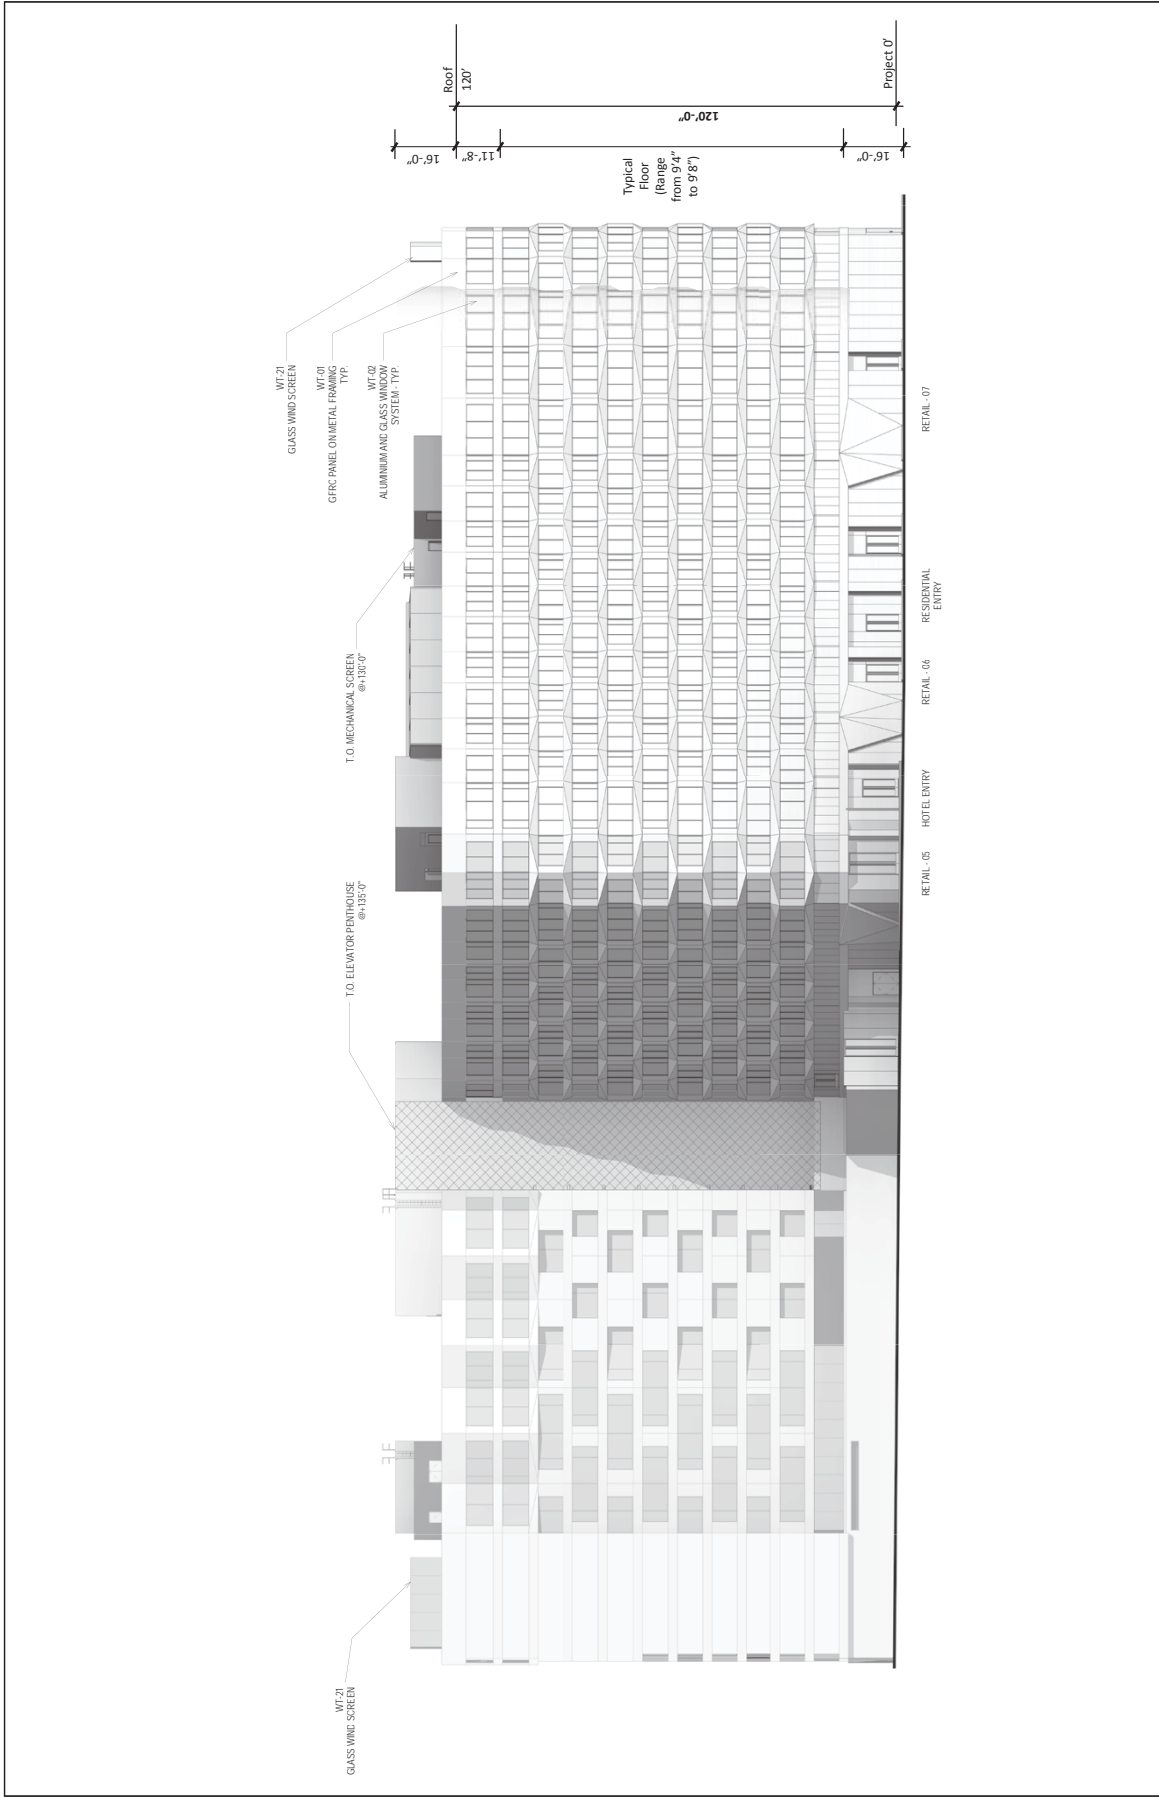 WT-21
GLASS WIND SCREEN
T.O. ELEVATOR PENTHOUSE
@+135'-0"
T.O. MECHANICAL SCREEN
@+130'-0"
WT-02
ALUMINIUM AND GLASS WINDOW
SYSTEM - TYP.
WT-01
GFRC PANEL ON METAL FRAMING
TYP.
WT-21
GLASS WIND SCREEN
16'-0"
11'-8"
Typical
Floor
(Range
from 9'4"
to 9'8")
16'-0"
Roof
120'
120'-0"
Project 0'
RETAIL - 05
HOTEL ENTRY
RETAIL - 06
RESIDENTIAL
ENTRY
RETAIL - 07